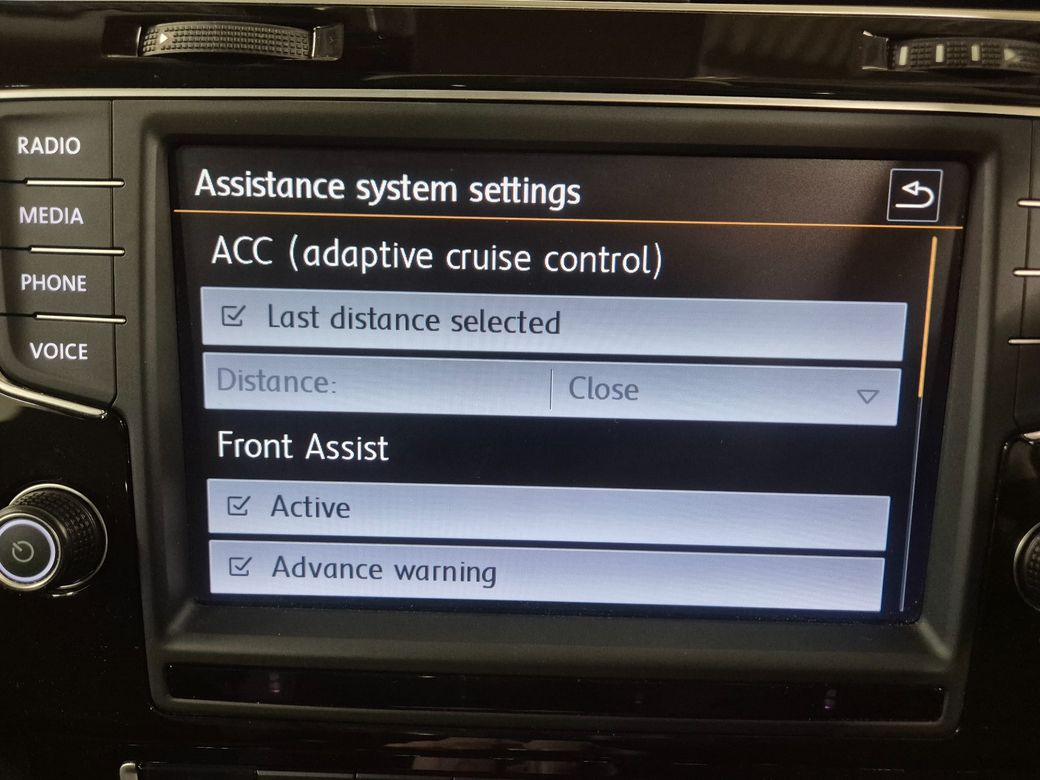 RADIO
MEDIA
PHONE
VOICE
Assistance system settings
ACC (adaptive cruise control)
Last distance selected
Distance: Close
Front Assist
Active
Advance warning